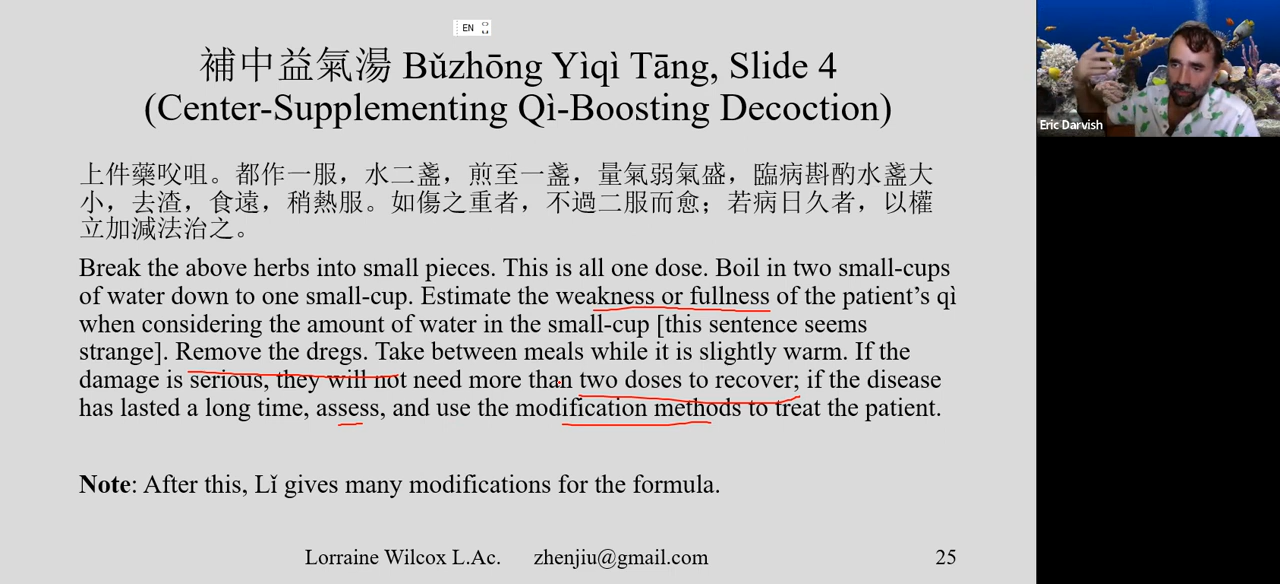 EN
補中益氣湯 Bǔzhōng Yìqì Tāng, Slide 4
(Center-Supplementing Qì-Boosting Decoction)
Eric Darvish
上件藥㕮咀。都作一服，水二盞，煎至一盞，量氣弱氣盛，臨病斟酌水盞大
小，去渣，食遠，稍熱服。如傷之重者，不過二服而愈；若病日久者，以權
立加減法治之。
Break the above herbs into small pieces. This is all one dose. Boil in two small-cups
of water down to one small-cup. Estimate the weakness or fullness of the patient’s qì
when considering the amount of water in the small-cup [this sentence seems
strange]. Remove the dregs. Take between meals while it is slightly warm. If the
damage is serious, they will not need more than two doses to recover; if the disease
has lasted a long time, assess, and use the modification methods to treat the patient.
Note: After this, Lǐ gives many modifications for the formula.
Lorraine Wilcox L.Ac. zhenjiu@gmail.com 25